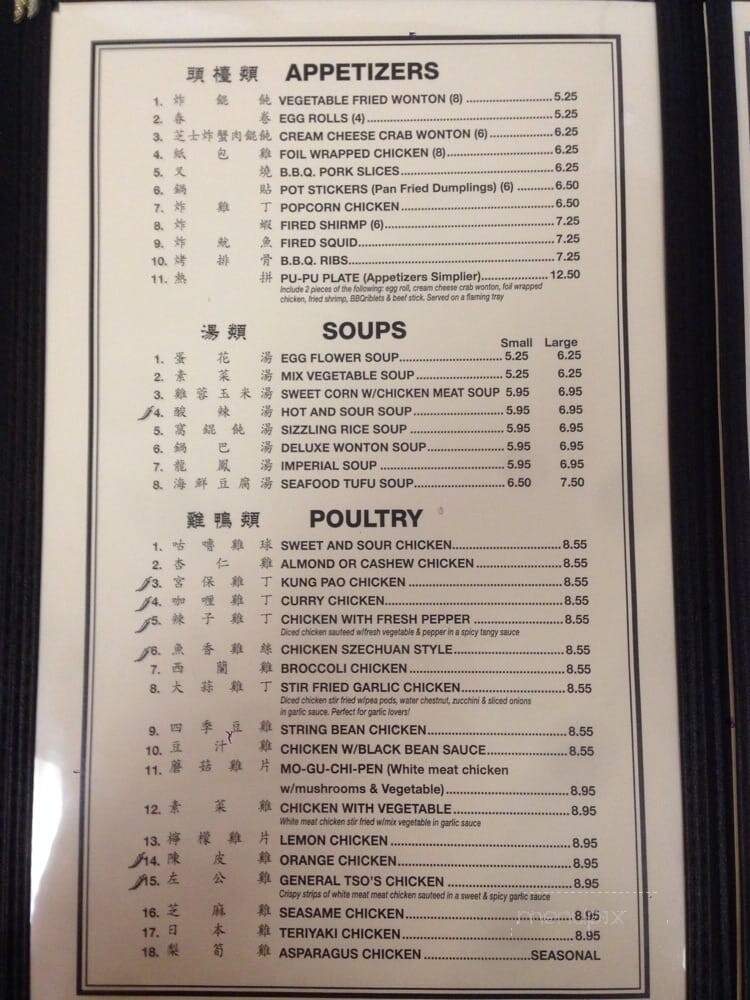 頭檯類 APPETIZERS
1. 炸 餛 飩 VEGETABLE FRIED WONTON (8) 5.25
2. 春 卷 EGG ROLLS (4) 5.25
3. 芝士炸蟹肉餛飩 CREAM CHEESE CRAB WONTON (6) 6.25
4. 紙 包 雞 FOIL WRAPPED CHICKEN (8) 6.25
5. 叉 燒 B.B.Q. PORK SLICES 6.25
6. 鍋 貼 POT STICKERS (Pan Fried Dumplings) (6) 6.50
7. 炸 雞 丁 POPCORN CHICKEN 6.50
8. 炸 蝦 FIRED SHIRMP (6) 7.25
9. 炸 魷 魚 FIRED SQUID 7.25
10. 烤 排 骨 B.B.Q. RIBS 7.25
11. 熱 拼 PU-PU PLATE (Appetizers Simplier) 12.50
Include 2 pieces of the following: egg roll, cream cheese crab wonton, foil wrapped
chicken, fried shrimp, BBQriblets & beef stick. Served on a flaming tray
湯類 SOUPS
Small Large
1. 蛋 花 湯 EGG FLOWER SOUP 5.25 6.25
2. 素 菜 湯 MIX VEGETABLE SOUP 5.25 6.25
3. 雞蓉玉米湯 SWEET CORN W/CHICKEN MEAT SOUP 5.95 6.95
4. 酸 辣 湯 HOT AND SOUR SOUP 5.95 6.95
5. 窩餛飩湯 SIZZLING RICE SOUP 5.95 6.95
6. 鍋 巴 湯 DELUXE WONTON SOUP 5.95 6.95
7. 龍 鳳 湯 IMPERIAL SOUP 5.95 6.95
8. 海鮮豆腐湯 SEAFOOD TUFU SOUP 6.50 7.50
雞鴨類 POULTRY
1. 咕嚕雞球 SWEET AND SOUR CHICKEN 8.55
2. 杏 仁 雞 ALMOND OR CASHEW CHICKEN 8.55
3. 宮保雞丁 KUNG PAO CHICKEN 8.55
4. 咖喱雞丁 CURRY CHICKEN 8.55
5. 辣子雞丁 CHICKEN WITH FRESH PEPPER 8.55
Diced chicken sauteed w/fresh vegetable & pepper in a spicy tangy sauce
6. 魚香雞絲 CHICKEN SZECHUAN STYLE 8.55
7. 西 蘭 雞 BROCCOLI CHICKEN 8.55
8. 大蒜雞丁 STIR FRIED GARLIC CHICKEN 8.55
Diced chicken stir fried w/pea pods, water chestnut, zucchini & sliced onions
in garlic sauce. Perfect for garlic lovers!
9. 四季豆雞 STRING BEAN CHICKEN 8.55
10. 豆 汁 雞 CHICKEN W/BLACK BEAN SAUCE 8.55
11. 蘑菇雞片 MO-GU-CHI-PEN (White meat chicken
w/mushrooms & Vegetable) 8.95
12. 素 菜 雞 CHICKEN WITH VEGETABLE 8.95
White meat chicken stir fried w/mix vegetable in garlic sauce
13. 檸檬雞片 LEMON CHICKEN 8.95
14. 陳 皮 雞 ORANGE CHICKEN 8.95
15. 左 公 雞 GENERAL TSO'S CHICKEN 8.95
Crispy strips of white meat meat chicken sauteed in a sweet & spicy garlic sauce
16. 芝 麻 雞 SEASAME CHICKEN 8.95
17. 日 本 雞 TERIYAKI CHICKEN 8.95
18. 梨 筍 雞 ASPARAGUS CHICKEN SEASONAL